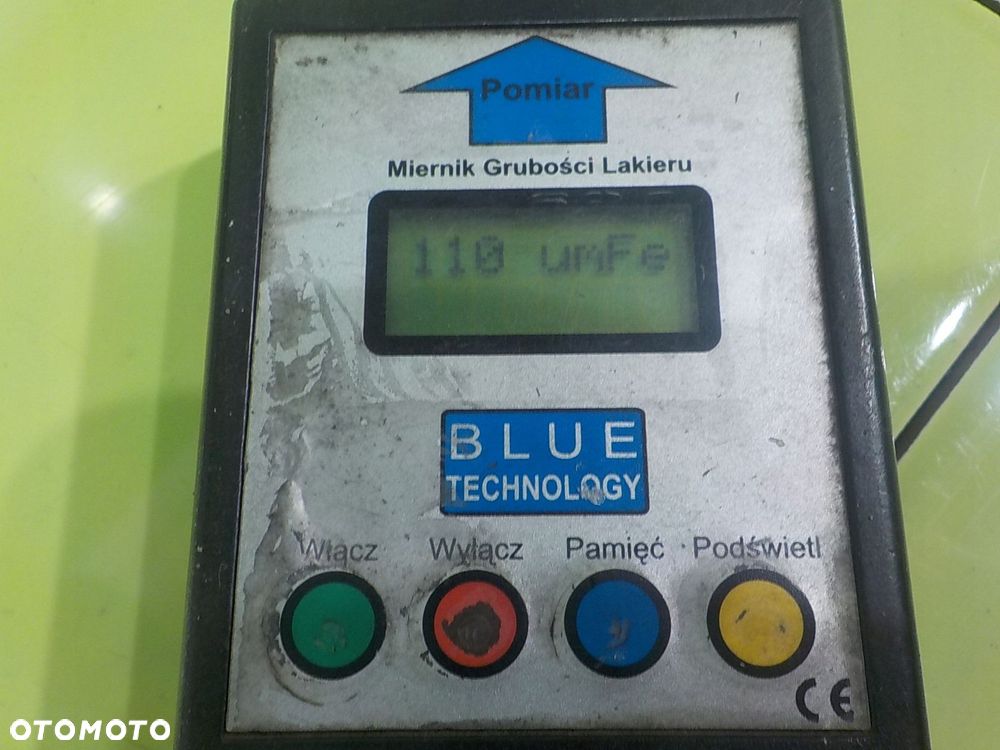 Pomiar
Miernik Grubości Lakieru
110 umFe
BLUE
TECHNOLOGY
Włącz Wyłącz Pamięć Podświetl
CE
OTOMOTO